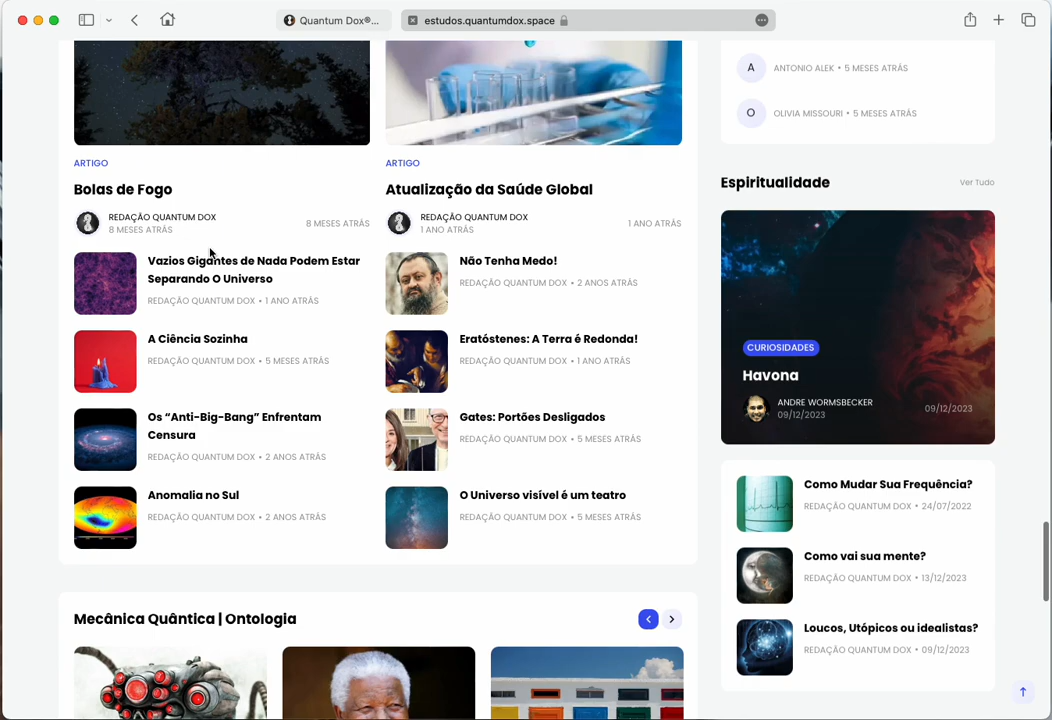 Quantum Dox®...
estudos.quantumdox.space
ARTIGO
Bolas de Fogo
REDAÇÃO QUANTUM DOX
8 MESES ATRÁS
8 MESES ATRÁS
Vazios Gigantes de Nada Podem Estar
Separando O Universo
REDAÇÃO QUANTUM DOX • 1 ANO ATRÁS
A Ciência Sozinha
REDAÇÃO QUANTUM DOX • 5 MESES ATRÁS
Os “Anti-Big-Bang” Enfrentam
Censura
REDAÇÃO QUANTUM DOX • 2 ANOS ATRÁS
Anomalia no Sul
REDAÇÃO QUANTUM DOX • 2 ANOS ATRÁS
ARTIGO
Atualização da Saúde Global
REDAÇÃO QUANTUM DOX
1 ANO ATRÁS
1 ANO ATRÁS
Não Tenha Medo!
REDAÇÃO QUANTUM DOX • 2 ANOS ATRÁS
Eratóstenes: A Terra é Redonda!
REDAÇÃO QUANTUM DOX • 1 ANO ATRÁS
Gates: Portões Desligados
REDAÇÃO QUANTUM DOX • 5 MESES ATRÁS
O Universo visível é um teatro
REDAÇÃO QUANTUM DOX • 5 MESES ATRÁS
Mecânica Quântica | Ontologia
A
ANTONIO ALEK • 5 MESES ATRÁS
O
OLIVIA MISSOURI • 5 MESES ATRÁS
Espiritualidade
Ver Tudo
CURIOSIDADES
Havona
ANDRE WORMSBECKER
09/12/2023
09/12/2023
Como Mudar Sua Frequência?
REDAÇÃO QUANTUM DOX • 24/07/2022
Como vai sua mente?
REDAÇÃO QUANTUM DOX • 13/12/2023
Loucos, Utópicos ou idealistas?
REDAÇÃO QUANTUM DOX • 09/12/2023